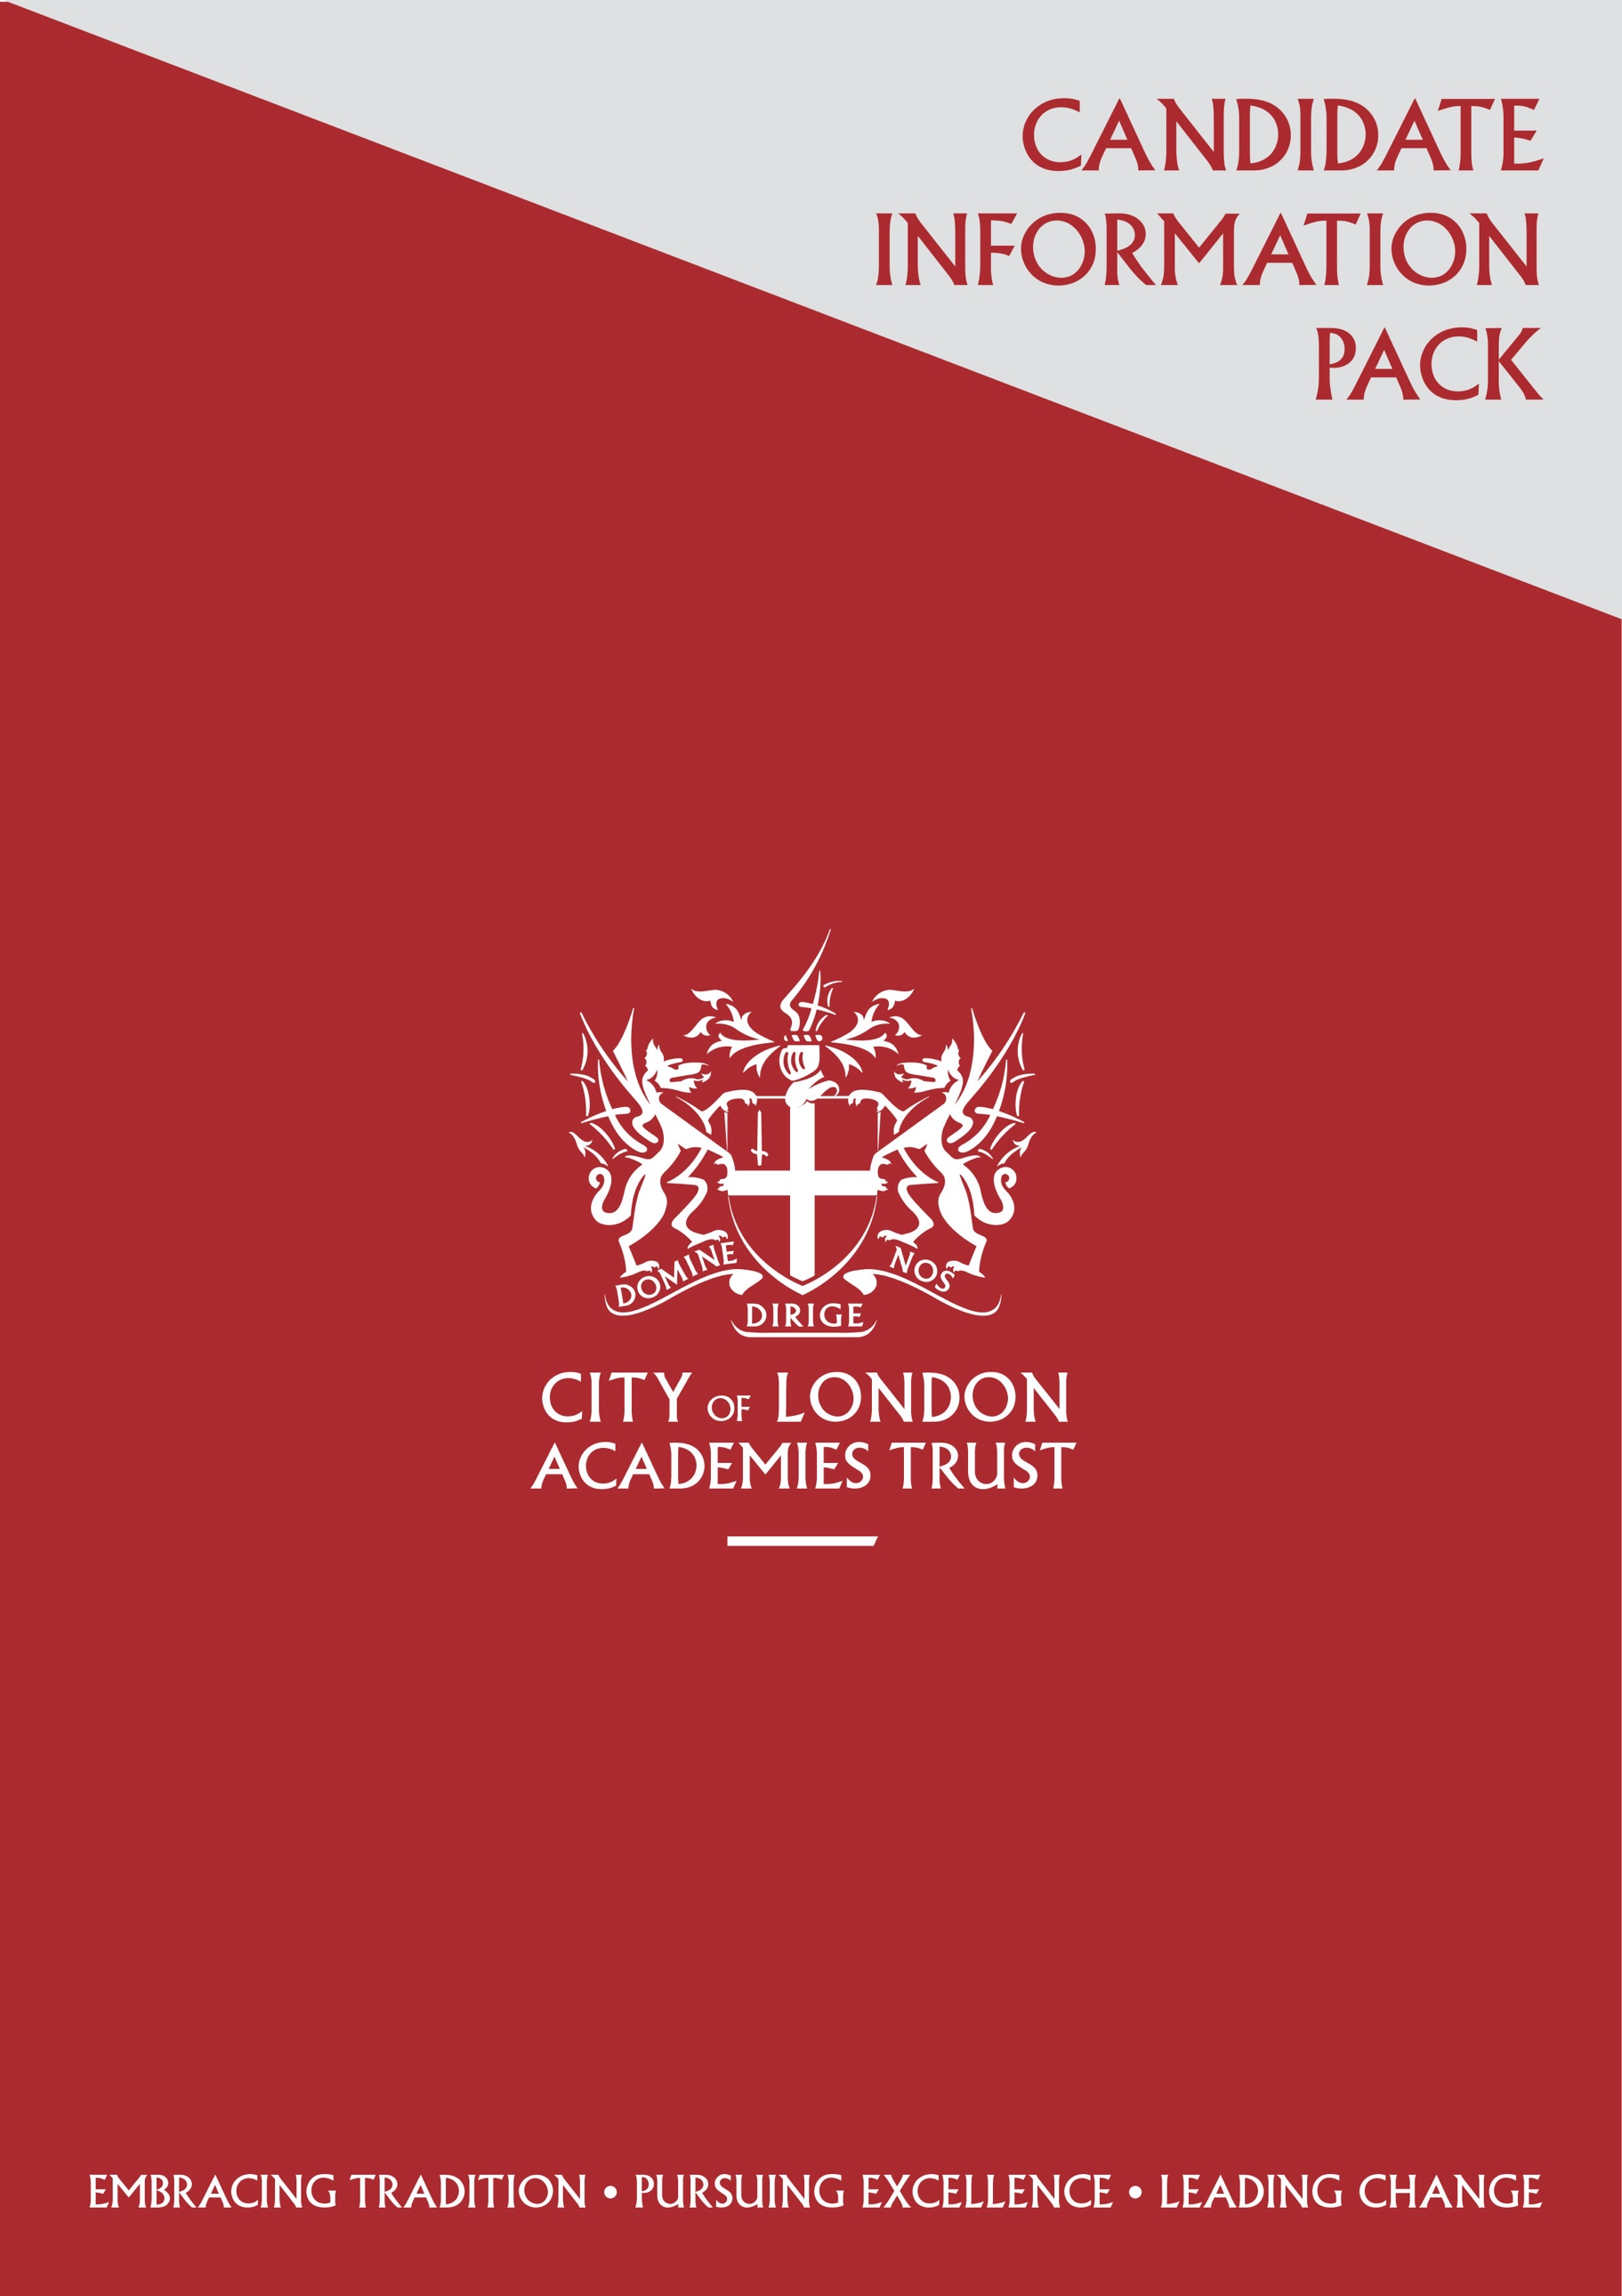 CANDIDATE
INFORMATION
PACK
DOMINE
DIRIGE
NOS
CITY OF LONDON
ACADEMIES TRUST
EMBRACING TRADITION • PURSUING EXCELLENCE • LEADING CHANGE